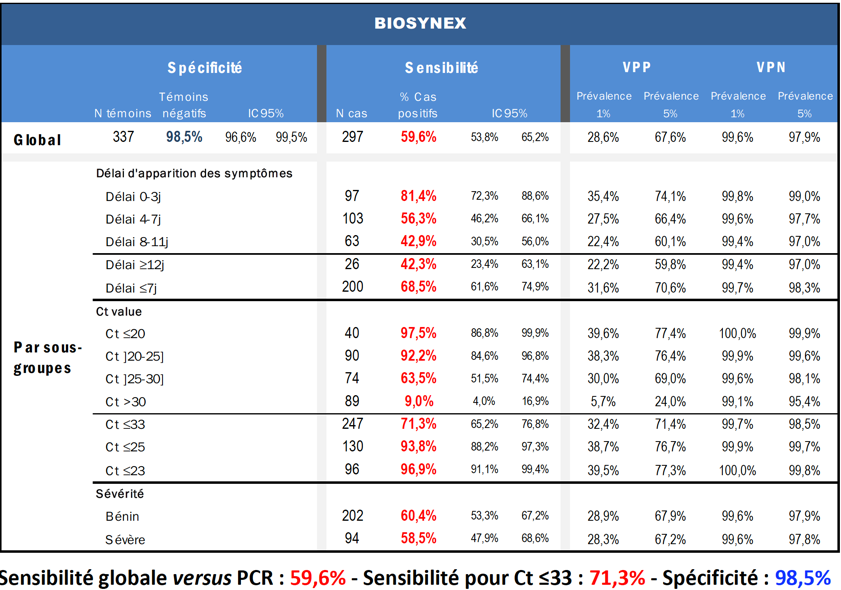 BIOSYNEX
Spécificité Sensibilité VPP VPN
N témoins Témoins négatifs IC95% N cas % Cas positifs IC95% Prévalence 1% Prévalence 5% Prévalence 1% Prévalence 5%
Global 337 98,5% 96,6% 99,5% 297 59,6% 53,8% 65,2% 28,6% 67,6% 99,6% 97,9%
Par sous-groupes
Délai d'apparition des symptômes
Délai 0-3j 97 81,4% 72,3% 88,6% 35,4% 74,1% 99,8% 99,0%
Délai 4-7j 103 56,3% 46,2% 66,1% 27,5% 66,4% 99,6% 97,7%
Délai 8-11j 63 42,9% 30,5% 56,0% 22,4% 60,1% 99,4% 97,0%
Délai ≥12j 26 42,3% 23,4% 63,1% 22,2% 59,8% 99,4% 97,0%
Délai ≤7j 200 68,5% 61,6% 74,9% 31,6% 70,6% 99,7% 98,3%
Ct value
Ct ≤20 40 97,5% 86,8% 99,9% 39,6% 77,4% 100,0% 99,9%
Ct ]20-25] 90 92,2% 84,6% 96,8% 38,3% 76,4% 99,9% 99,6%
Ct ]25-30] 74 63,5% 51,5% 74,4% 30,0% 69,0% 99,6% 98,1%
Ct >30 89 9,0% 4,0% 16,9% 5,7% 24,0% 99,1% 95,4%
Ct ≤33 247 71,3% 65,2% 76,8% 32,4% 71,4% 99,7% 98,5%
Ct ≤25 130 93,8% 88,2% 97,3% 38,7% 76,7% 99,9% 99,7%
Ct ≤23 96 96,9% 91,1% 99,4% 39,5% 77,3% 100,0% 99,8%
Sévérité
Bénin 202 60,4% 53,3% 67,2% 28,9% 67,9% 99,6% 97,9%
Sévère 94 58,5% 47,9% 68,6% 28,3% 67,2% 99,6% 97,8%
Sensibilité globale versus PCR : 59,6% - Sensibilité pour Ct ≤33 : 71,3% - Spécificité : 98,5%